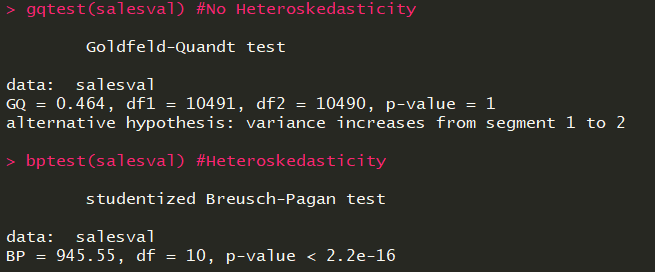 > gqtest(salesval) #No Heteroskedasticity
Goldfeld-Quandt test
data:  salesval
GQ = 0.464, df1 = 10491, df2 = 10490, p-value = 1
alternative hypothesis: variance increases from segment 1 to 2
> bptest(salesval) #Heteroskedasticity
studentized Breusch-Pagan test
data:  salesval
BP = 945.55, df = 10, p-value < 2.2e-16